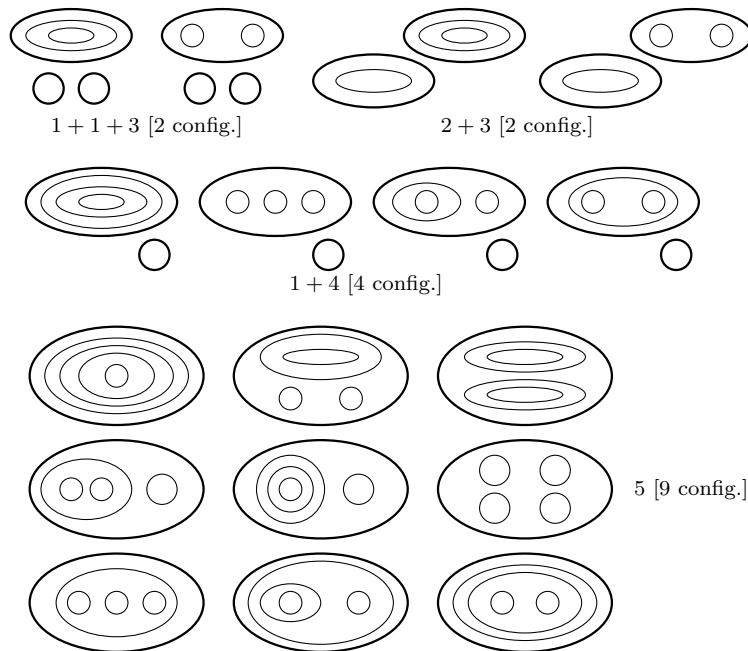 1 + 1 + 3 [2 config.]
2 + 3 [2 config.]
1 + 4 [4 config.]
5 [9 config.]